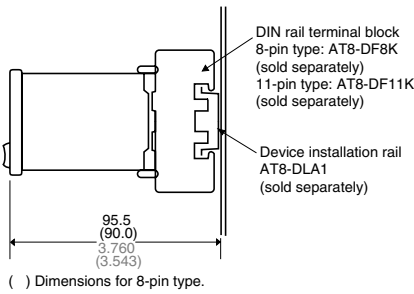 DIN rail terminal block
8-pin type: AT8-DF8K
(sold separately)
11-pin type: AT8-DF11K
(sold separately)
Device installation rail
AT8-DLA1
(sold separately)
95.5
(90.0)
3.760
(3.543)
( ) Dimensions for 8-pin type.